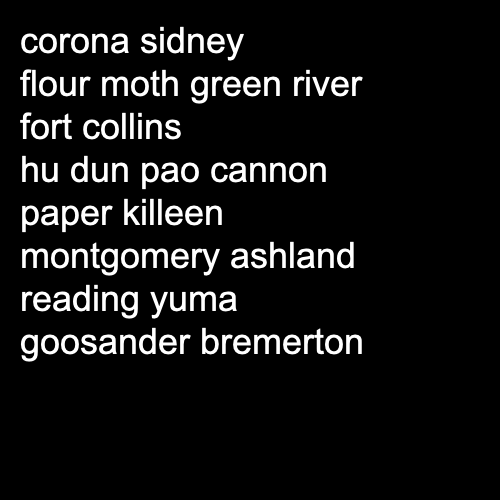 corona sidney
flour moth green river
fort collins
hu dun pao cannon
paper killeen
montgomery ashland
reading yuma
goosander bremerton